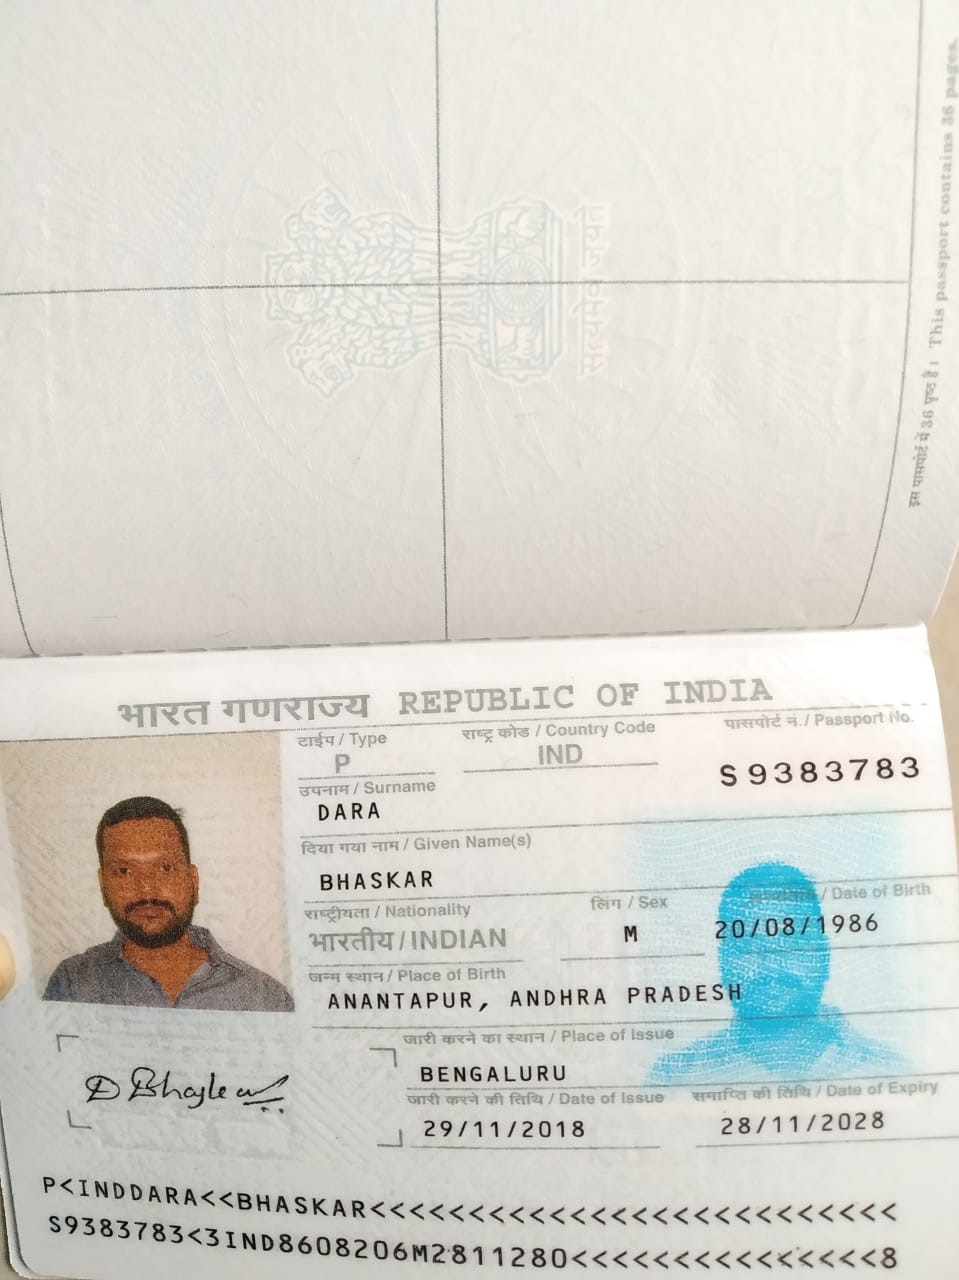 सत्यमेव जयते
इस पासपोर्ट में 36 पृष्ठ है। This passport contains 36 pages.
भारत गणराज्य REPUBLIC OF INDIA
टाईप / Type
राष्ट्र कोड / Country Code
पासपोर्ट नं. / Passport No.
P
IND
S9383783
उपनाम / Surname
DARA
दिया गया नाम / Given Name(s)
BHASKAR
राष्ट्रीयता / Nationality
लिंग / Sex
/ Date of Birth
भारतीय / INDIAN
M
20/08/1986
जन्म स्थान / Place of Birth
ANANTAPUR, ANDHRA PRADESH
जारी करने का स्थान / Place of Issue
BENGALURU
जारी करने की तिथि / Date of Issue
समाप्ति की तिथि / Date of Expiry
29/11/2018
28/11/2028
P<INDDARA<<BHASKAR<<<<<<<<<<<<<<<<<<<<<<<<<<
S9383783<3IND8608206M2811280<<<<<<<<<<<<<<<8